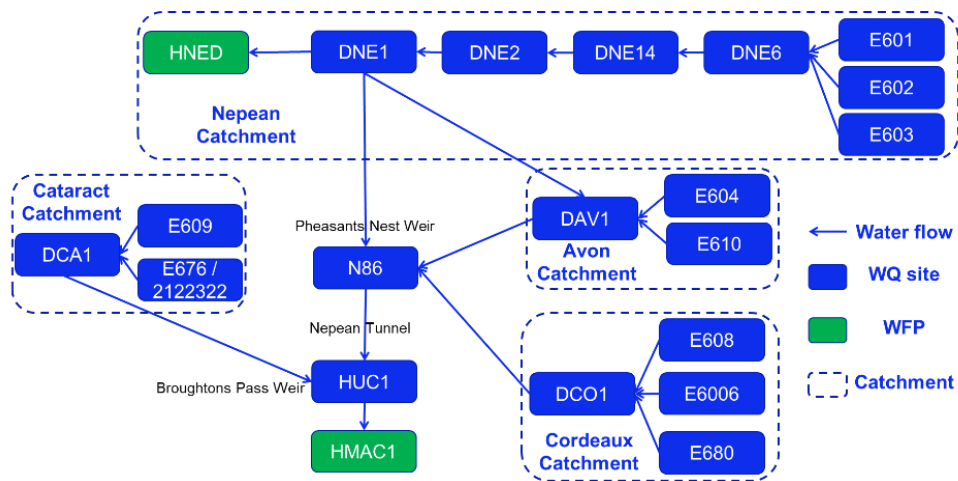 HNED
DNE1
DNE2
DNE14
DNE6
E601
E602
E603
Nepean
Catchment
Cataract
Catchment
DCA1
E609
E676 /
2122322
Pheasants Nest Weir
N86
Nepean Tunnel
Broughtons Pass Weir
HUC1
HMAC1
DAV1
E604
E610
Avon
Catchment
DCO1
E608
E6006
E680
Cordeaux
Catchment
Water flow
WQ site
WFP
Catchment